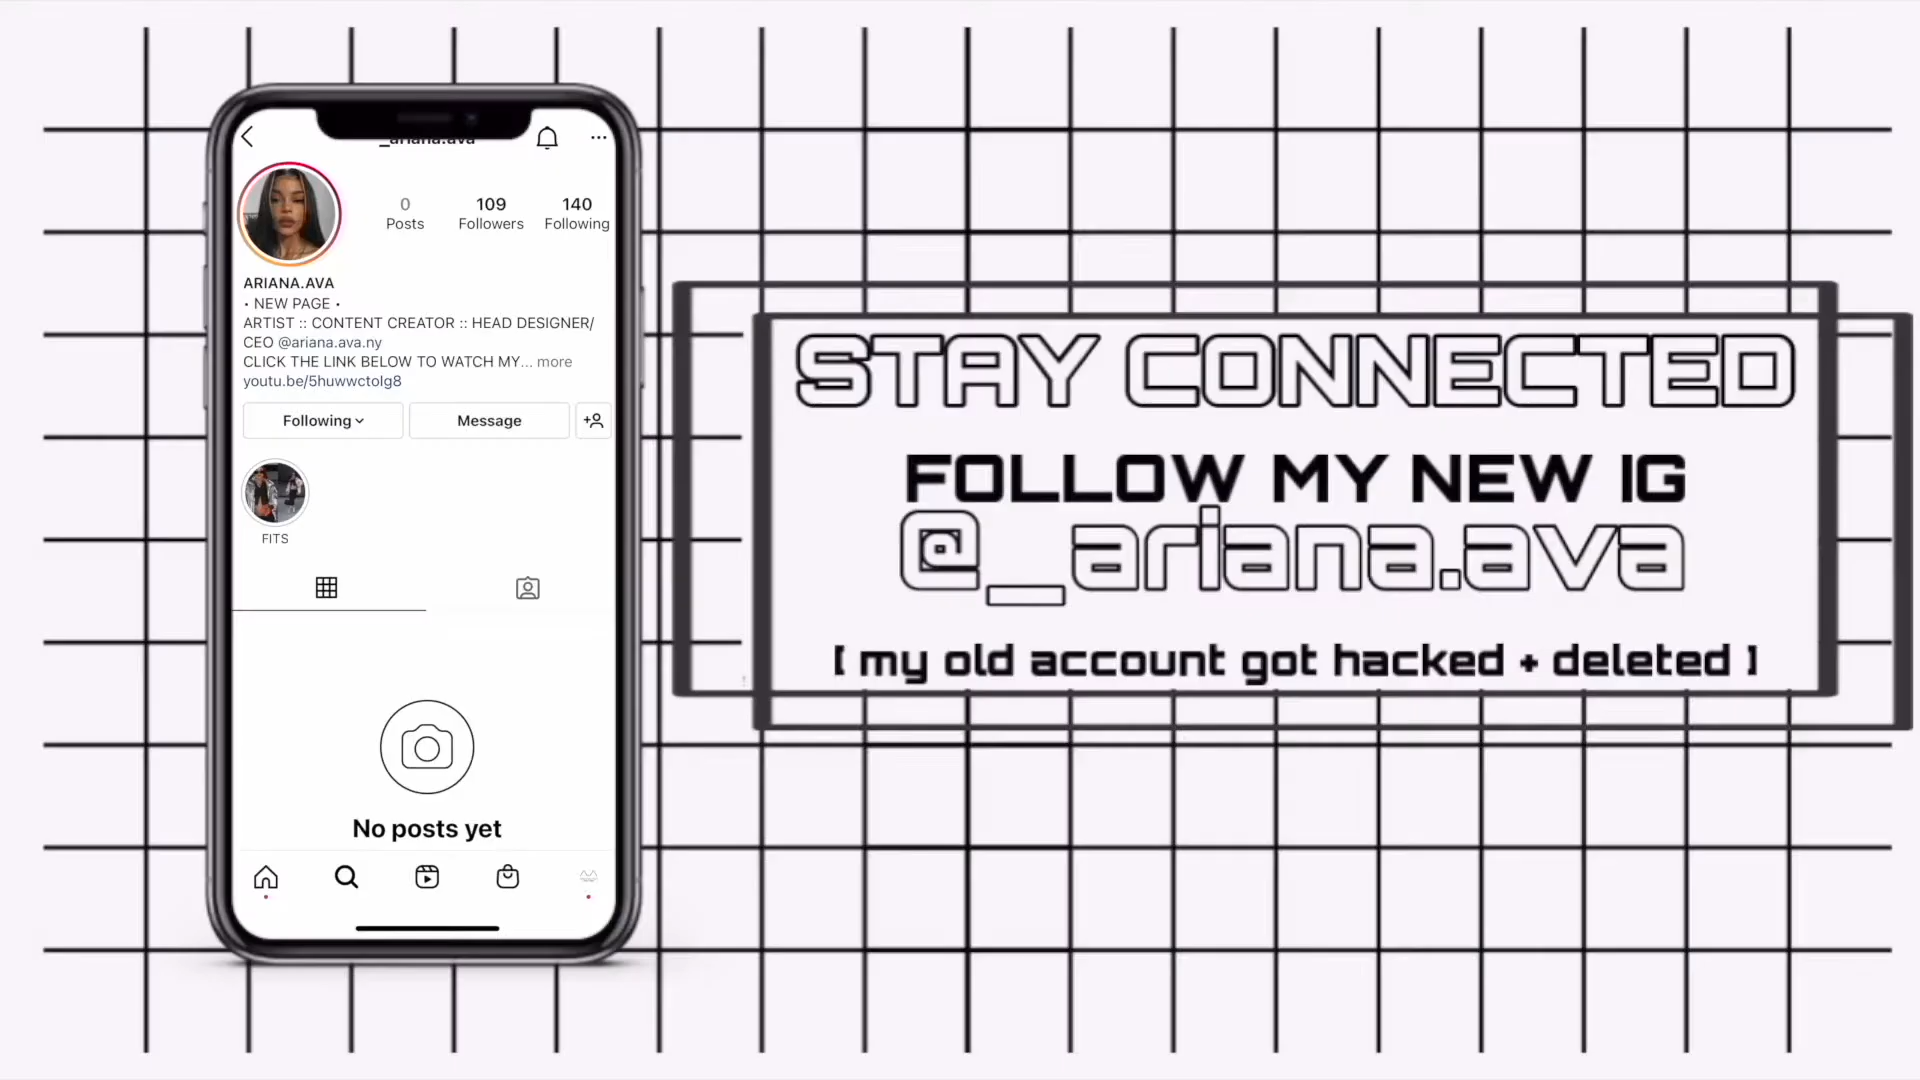 _ariana.ava
0
Posts
109
Followers
140
Following
ARIANA.AVA
• NEW PAGE •
ARTIST :: CONTENT CREATOR :: HEAD DESIGNER/
CEO @ariana.ava.ny
CLICK THE LINK BELOW TO WATCH MY... more
youtu.be/5huwwctolg8
Following
Message
FITS
No posts yet
STAY CONNECTED
FOLLOW MY NEW IG
@_ariana.ava
[ my old account got hacked + deleted ]